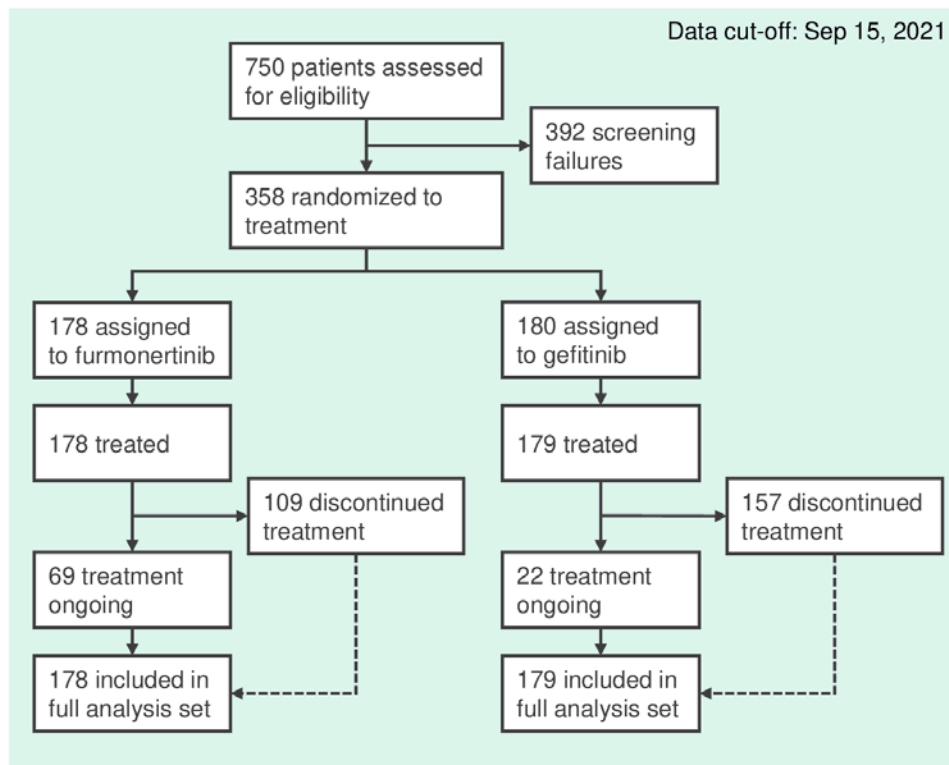 Data cut-off: Sep 15, 2021
750 patients assessed
for eligibility
392 screening
failures
358 randomized to
treatment
178 assigned
to furmonertinib
180 assigned
to gefitinib
178 treated
179 treated
109 discontinued
treatment
157 discontinued
treatment
69 treatment
ongoing
22 treatment
ongoing
178 included in
full analysis set
179 included in
full analysis set